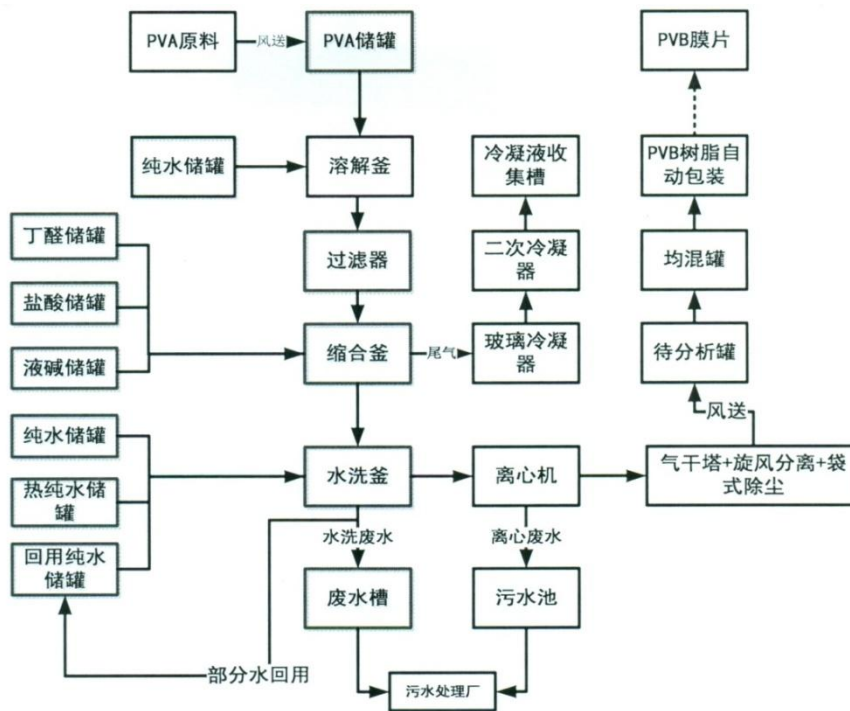 PVA原料
风送
PVA储罐
PVB膜片
纯水储罐
溶解釜
冷凝液收
集槽
PVB树脂自
动包装
丁醛储罐
过滤器
二次冷凝
器
均混罐
盐酸储罐
液碱储罐
缩合釜
尾气
玻璃冷凝
器
待分析罐
风送
纯水储罐
热纯水储
罐
回用纯水
储罐
水洗釜
离心机
气干塔+旋风分离+袋
式除尘
水洗废水
离心废水
废水槽
污水池
部分水回用
污水处理厂